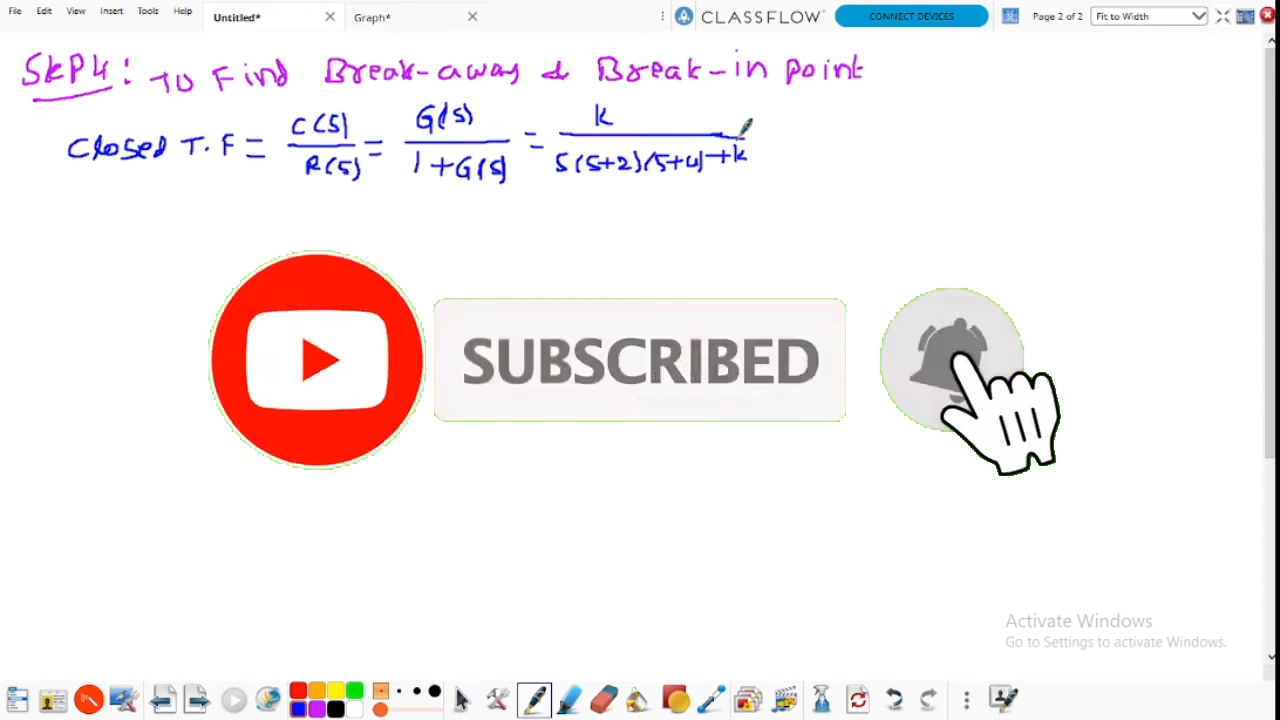 File Edit View Insert Tools Help Untitled* Graph* CLASSFLOW CONNECT DEVICES Page 2 of 2 Fit to Width
Step 4: To Find Break-away & Break-in point
Closed T.F = C(S)/R(S) = G(S)/1+G(S) = k/S(S+2)(S+4)+k
SUBSCRIBED
Activate Windows
Go to Settings to activate Windows.